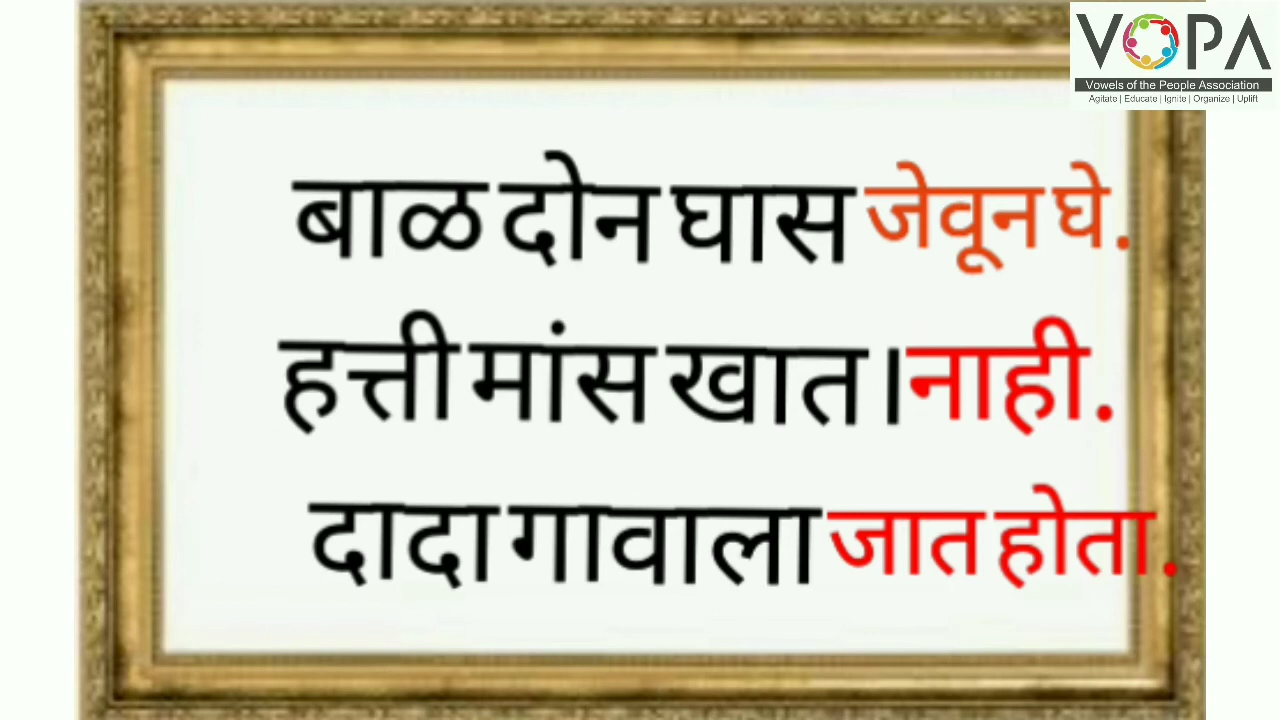 VOPA
Vowels of the People Association
Agitate | Educate | Ignite | Organize | Uplift
बाळ दोन घास जेवून घे.
हत्ती मांस खात।नाही.
दादा गावाला जात होता.